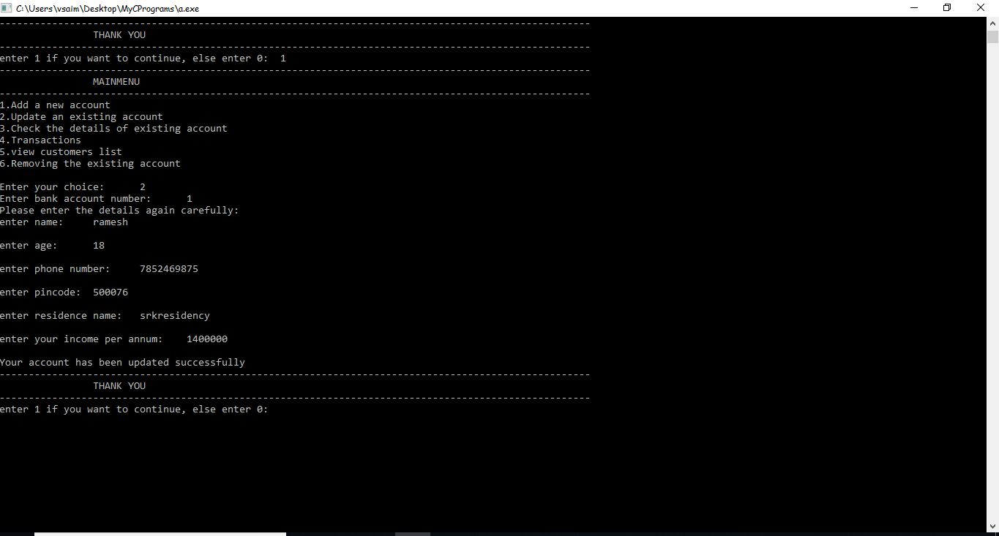 C:\Users\vsaim\Desktop\MyCPrograms\a.exe
-----------------------------------------------------------------------------------------------------
THANK YOU
-----------------------------------------------------------------------------------------------------
enter 1 if you want to continue, else enter 0: 1
-----------------------------------------------------------------------------------------------------
MAINMENU
-----------------------------------------------------------------------------------------------------
1.Add a new account
2.Update an existing account
3.Check the details of existing account
4.Transactions
5.view customers list
6.Removing the existing account
Enter your choice: 2
Enter bank account number: 1
Please enter the details again carefully:
enter name: ramesh
enter age: 18
enter phone number: 7852469875
enter pincode: 500076
enter residence name: srkresidency
enter your income per annum: 1400000
Your account has been updated successfully
-----------------------------------------------------------------------------------------------------
THANK YOU
-----------------------------------------------------------------------------------------------------
enter 1 if you want to continue, else enter 0: